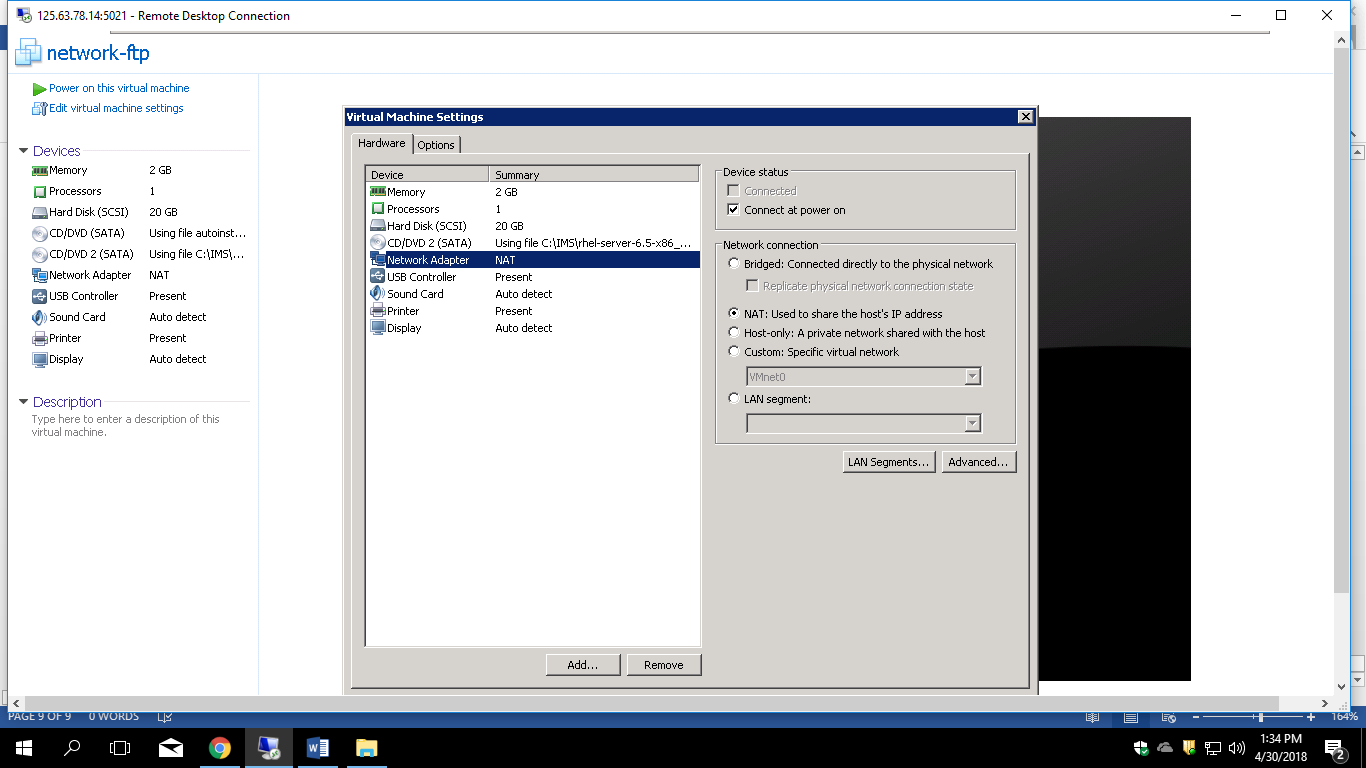 125.63.78.14:5021 - Remote Desktop Connection
network-ftp
Power on this virtual machine
Edit virtual machine settings
Devices
Memory 2 GB
Processors 1
Hard Disk (SCSI) 20 GB
CD/DVD (SATA) Using file autoinst...
CD/DVD 2 (SATA) Using file C:\IMS\...
Network Adapter NAT
USB Controller Present
Sound Card Auto detect
Printer Present
Display Auto detect
Description
Type here to enter a description of this
virtual machine.
Virtual Machine Settings
Hardware Options
Device Summary
Memory 2 GB
Processors 1
Hard Disk (SCSI) 20 GB
CD/DVD (SATA) Using file C:\IMS\rhel-server-6.5-x86_...
Network Adapter NAT
USB Controller Present
Sound Card Auto detect
Printer Present
Display Auto detect
Add... Remove
Device status
Connected
Connect at power on
Network connection
Bridged: Connected directly to the physical network
Replicate physical network connection state
NAT: Used to share the host's IP address
Host-only: A private network shared with the host
Custom: Specific virtual network
VMnet0
LAN segment:
LAN Segments... Advanced...
PAGE 9 OF 9 0 WORDS 164%
1:34 PM
4/30/2018
2